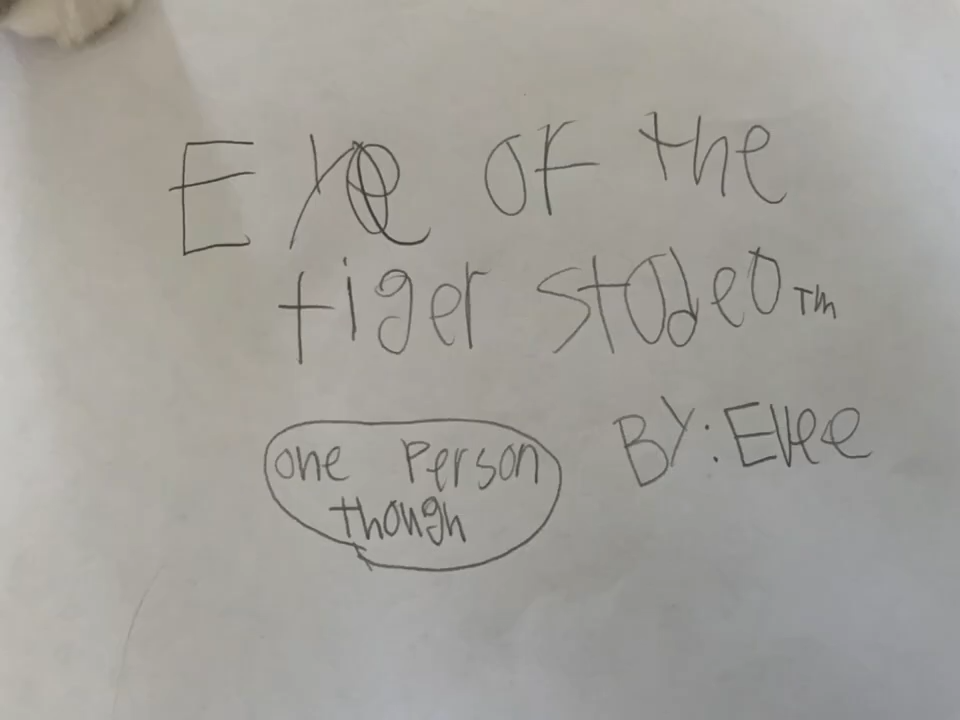 Eye of the
tiger stodeo TM
one Person
though
BY: Evee